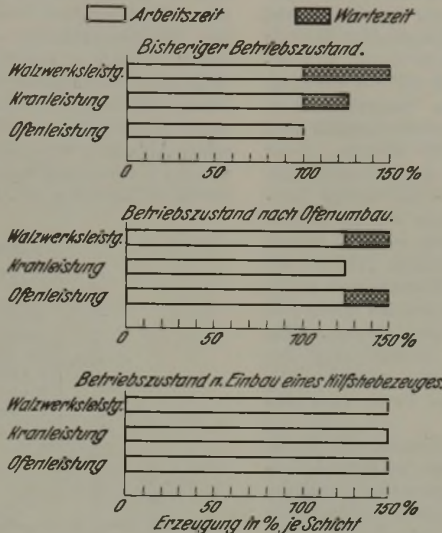 Arbeitszeit Wartezeit
Bisheriger Betriebszustand.
Walzwerksleistg.
Kranleistung
Ofenleistung
0 50 100 150%
Betriebszustand nach Ofenumbau.
Walzwerksleistg.
Kranleistung
Ofenleistung
0 50 100 150%
Betriebszustand n. Einbau eines Hilfshebezeuges.
Walzwerksleistg.
Kranleistung
Ofenleistung
0 50 100 150%
Erzeugung in %, je Schicht